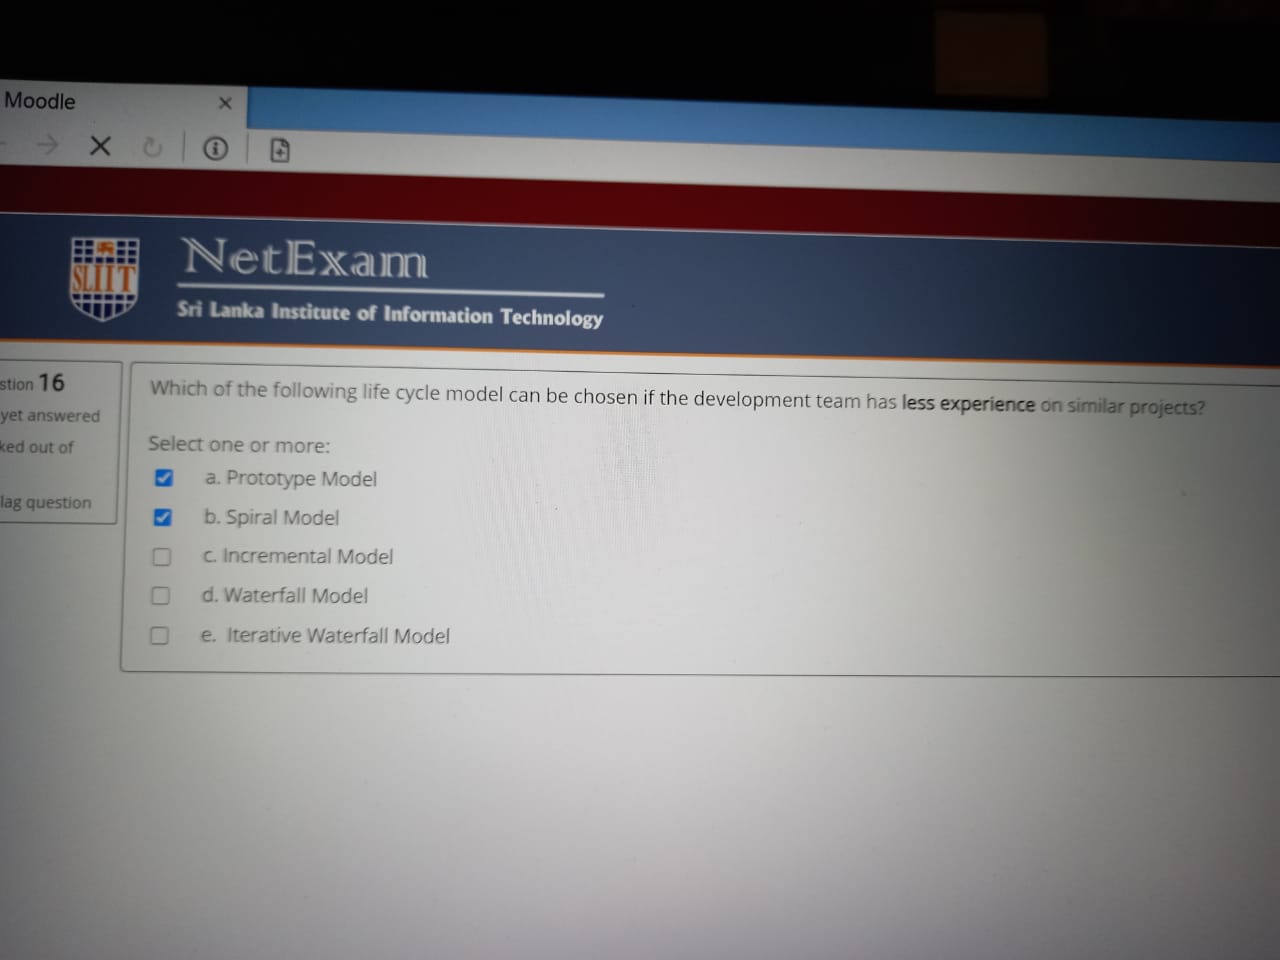 Moodle
SLIIT
NetExam
Sri Lanka Institute of Information Technology
stion 16
yet answered
ked out of
lag question
Which of the following life cycle model can be chosen if the development team has less experience on similar projects?
Select one or more:
a. Prototype Model
b. Spiral Model
c. Incremental Model
d. Waterfall Model
e. Iterative Waterfall Model